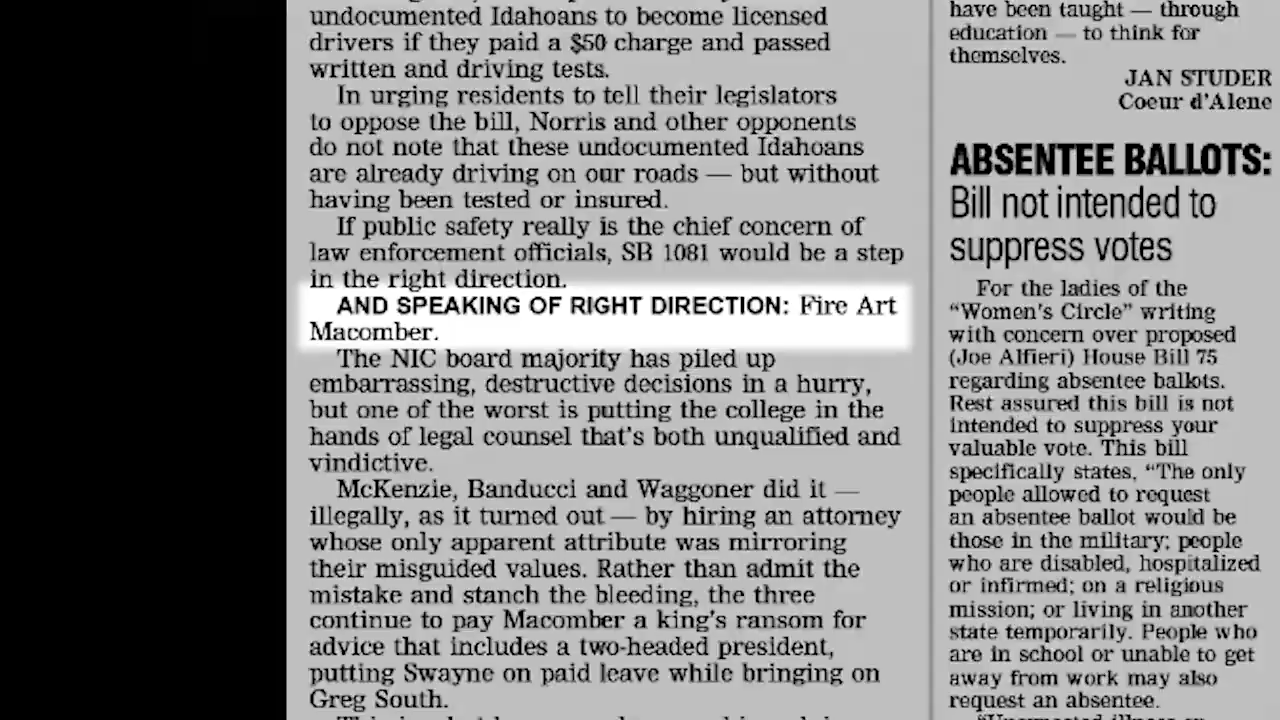 undocumented Idahoans to become licensed
drivers if they paid a $50 charge and passed
written and driving tests.
In urging residents to tell their legislators
to oppose the bill, Norris and other opponents
do not note that these undocumented Idahoans
are already driving on our roads — but without
having been tested or insured.
If public safety really is the chief concern of
law enforcement officials, SB 1081 would be a step
in the right direction.
AND SPEAKING OF RIGHT DIRECTION: Fire Art
Macomber.
The NIC board majority has piled up
embarrassing, destructive decisions in a hurry,
but one of the worst is putting the college in the
hands of legal counsel that's both unqualified and
vindictive.
McKenzie, Banducci and Waggoner did it —
illegally, as it turned out — by hiring an attorney
whose only apparent attribute was mirroring
their misguided values. Rather than admit the
mistake and stanch the bleeding, the three
continue to pay Macomber a king's ransom for
advice that includes a two-headed president,
putting Swayne on paid leave while bringing on
Greg South.
have been taught — through
education — to think for
themselves.
JAN STUDER
Coeur d'Alene
ABSENTEE BALLOTS:
Bill not intended to
suppress votes
For the ladies of the
"Women's Circle" writing
with concern over proposed
(Joe Alfieri) House Bill 75
regarding absentee ballots.
Rest assured this bill is not
intended to suppress your
valuable vote. This bill
specifically states, "The only
people allowed to request
an absentee ballot would be
those in the military; people
who are disabled, hospitalized
or infirmed; on a religious
mission; or living in another
state temporarily. People who
are in school or unable to get
away from work may also
request an absentee.